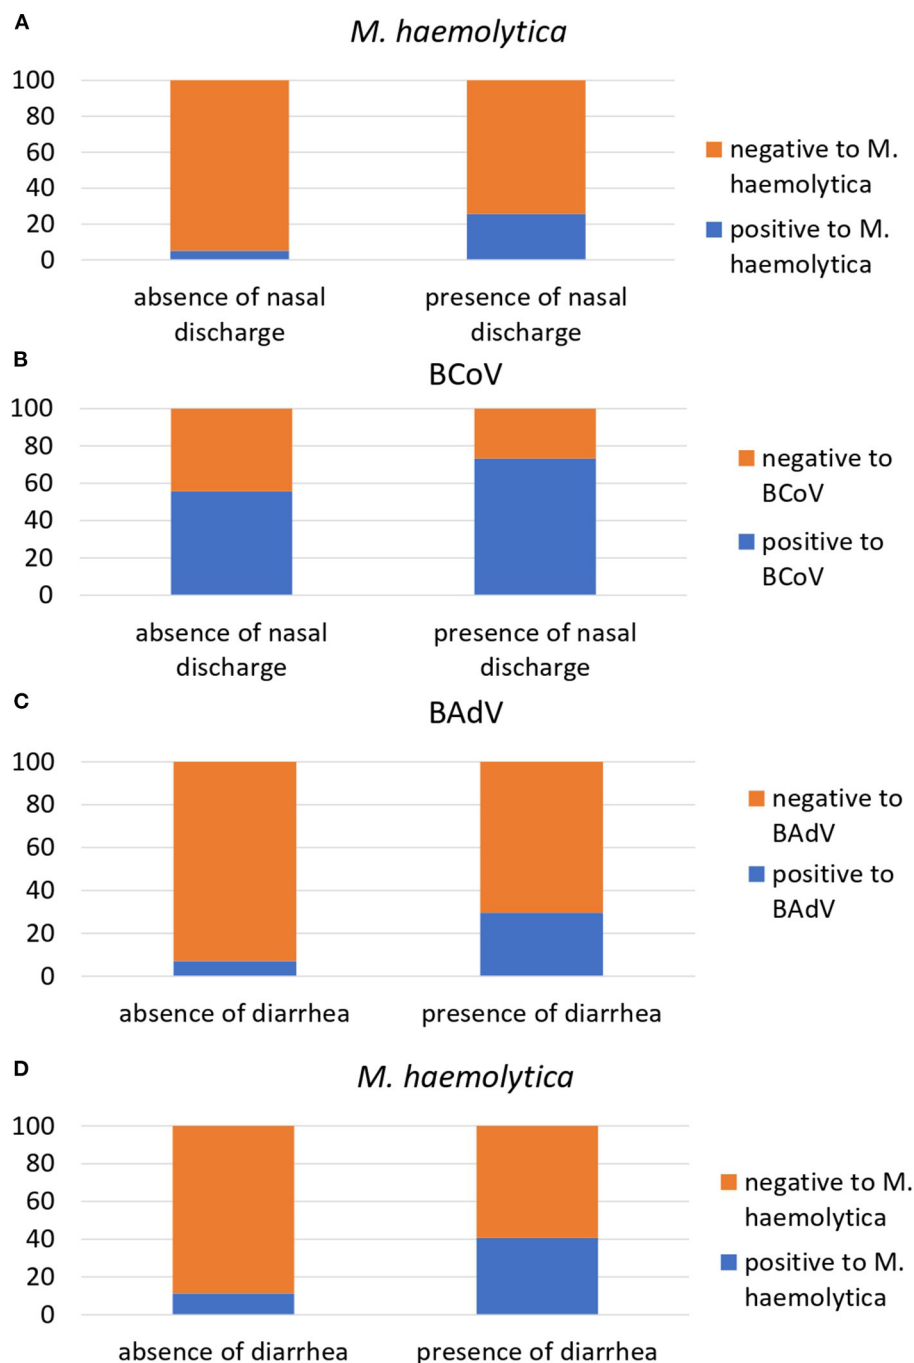 A
M. haemolytica
100
80
60
40
20
0
absence of nasal
discharge
presence of nasal
discharge
negative to M.
haemolytica
positive to M.
haemolytica
B
BCoV
100
80
60
40
20
0
absence of nasal
discharge
presence of nasal
discharge
negative to
BCoV
positive to
BCoV
C
BAdV
100
80
60
40
20
0
absence of diarrhea
presence of diarrhea
negative to
BAdV
positive to
BAdV
D
M. haemolytica
100
80
60
40
20
0
absence of diarrhea
presence of diarrhea
negative to M.
haemolytica
positive to M.
haemolytica